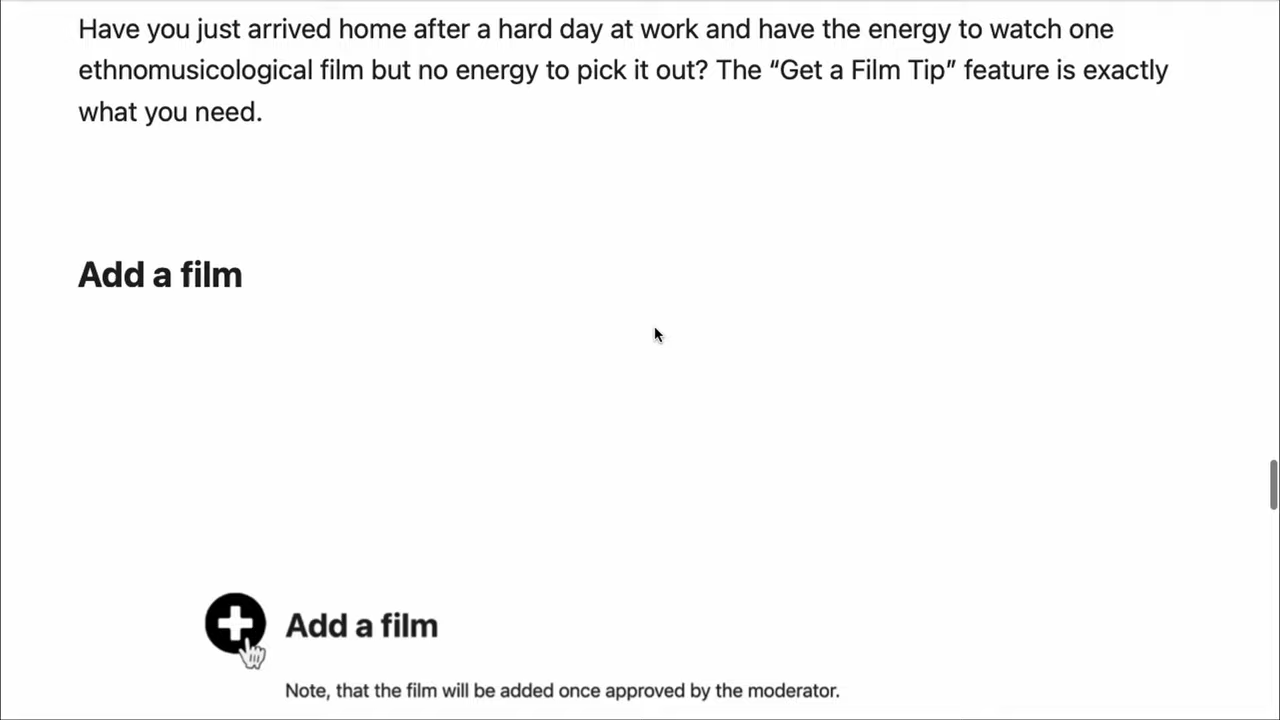 Have you just arrived home after a hard day at work and have the energy to watch one
ethnomusicological film but no energy to pick it out? The “Get a Film Tip” feature is exactly
what you need.
Add a film
Add a film
Note, that the film will be added once approved by the moderator.